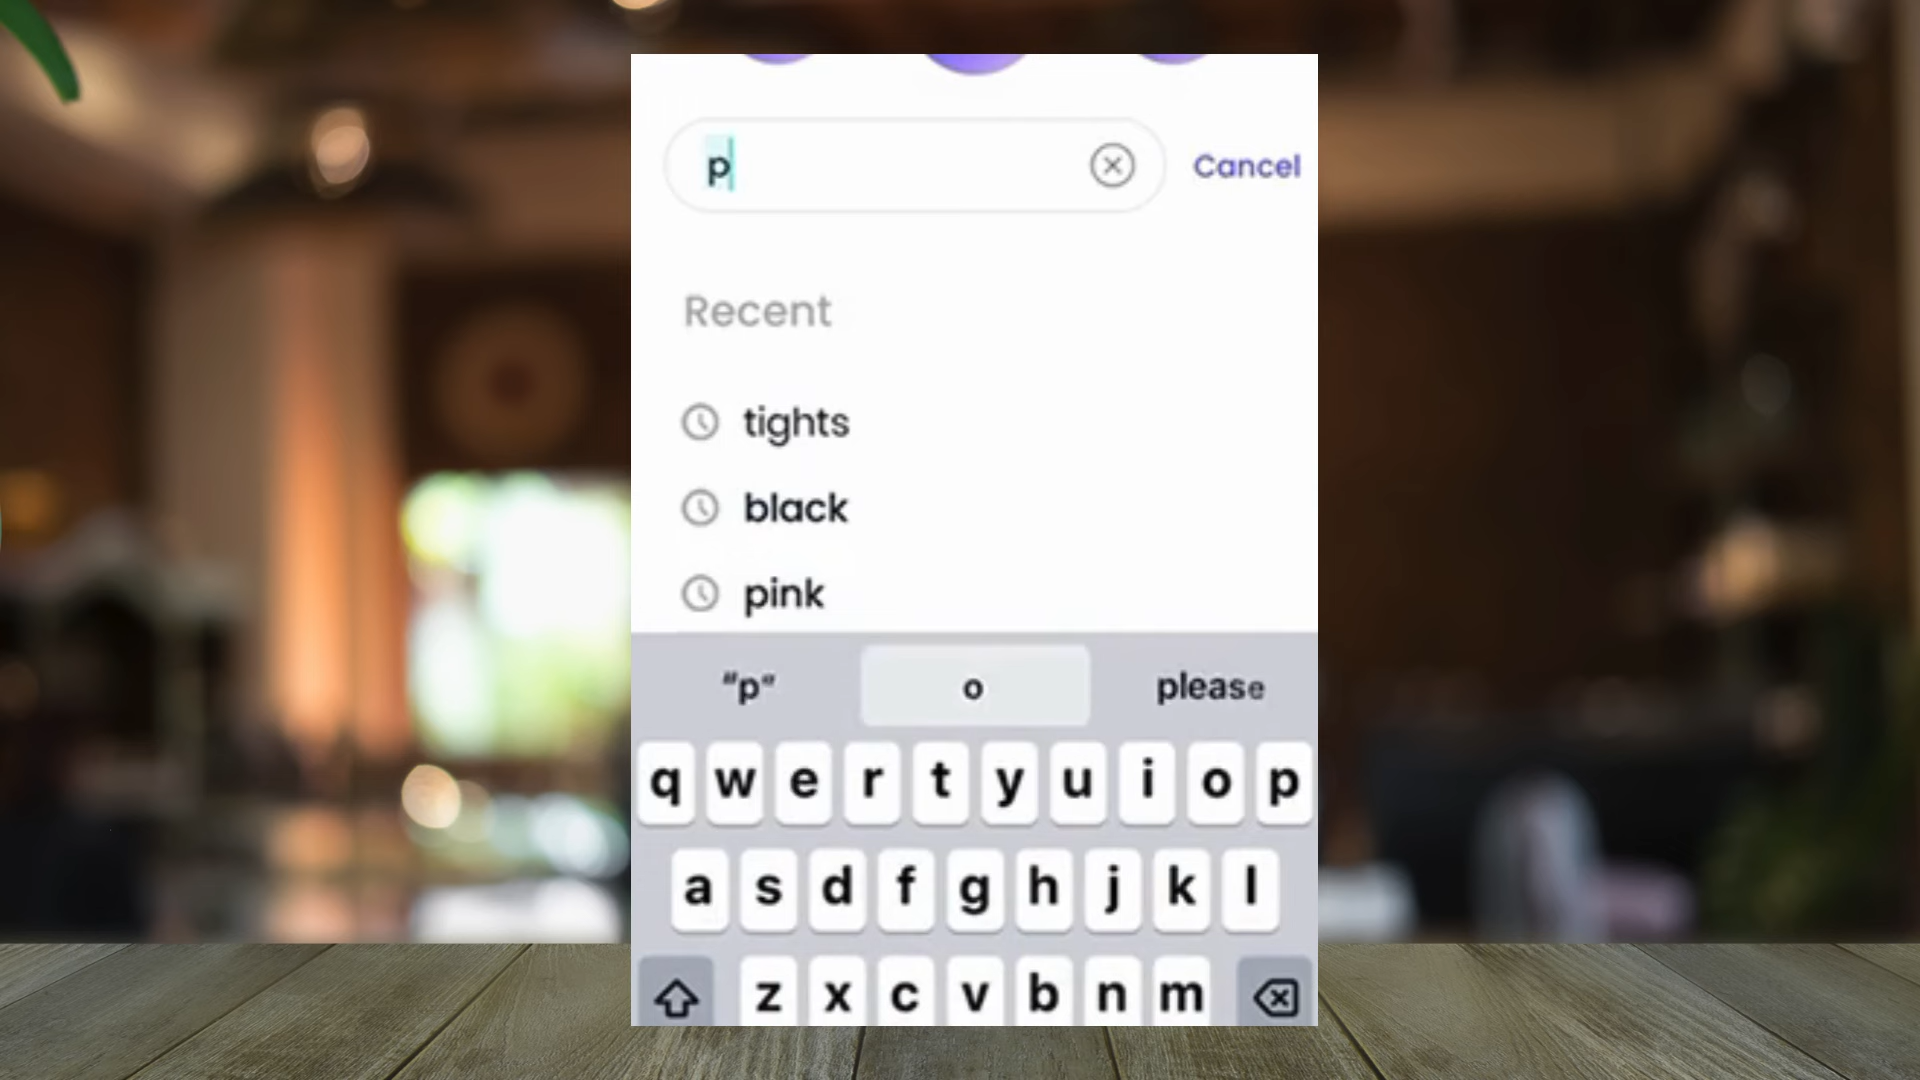 p Cancel
Recent
tights
black
pink
"p" o please
q w e r t y u i o p
a s d f g h j k l
z x c v b n m